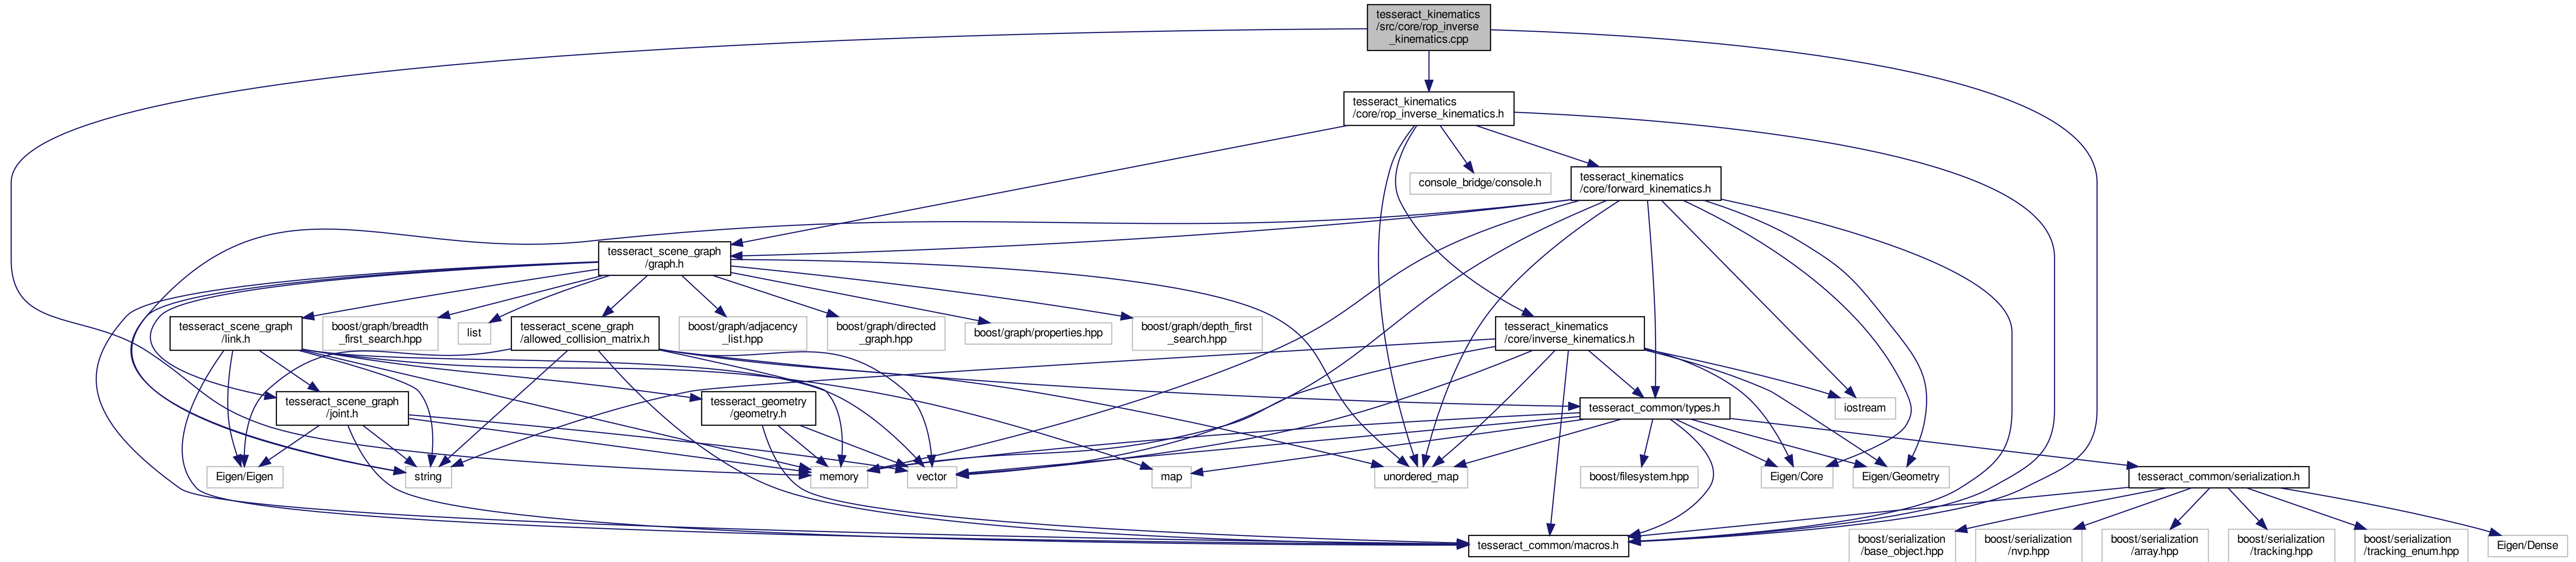 tesseract_kinematics
/src/core/rop_inverse
_kinematics.cpp
tesseract_kinematics
/core/rop_inverse_kinematics.h
console_bridge/console.h
tesseract_kinematics
/core/forward_kinematics.h
tesseract_scene_graph
/graph.h
tesseract_scene_graph
/link.h
boost/graph/breadth
_first_search.hpp
list
tesseract_scene_graph
/allowed_collision_matrix.h
boost/graph/adjacency
_list.hpp
boost/graph/directed
_graph.hpp
boost/graph/properties.hpp
boost/graph/depth_first
_search.hpp
tesseract_kinematics
/core/inverse_kinematics.h
tesseract_scene_graph
/joint.h
tesseract_geometry
/geometry.h
tesseract_common/types.h
iostream
Eigen/Eigen
string
memory
vector
map
unordered_map
boost/filesystem.hpp
Eigen/Core
Eigen/Geometry
tesseract_common/serialization.h
tesseract_common/macros.h
boost/serialization
/base_object.hpp
boost/serialization
/nvp.hpp
boost/serialization
/array.hpp
boost/serialization
/tracking.hpp
boost/serialization
/tracking_enum.hpp
Eigen/Dense